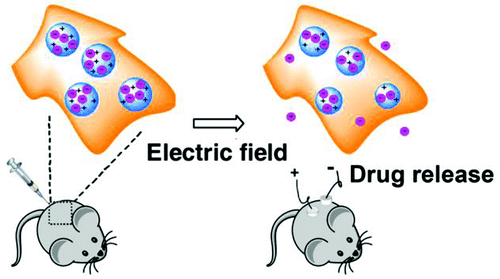 Electric field
+ -
Drug release